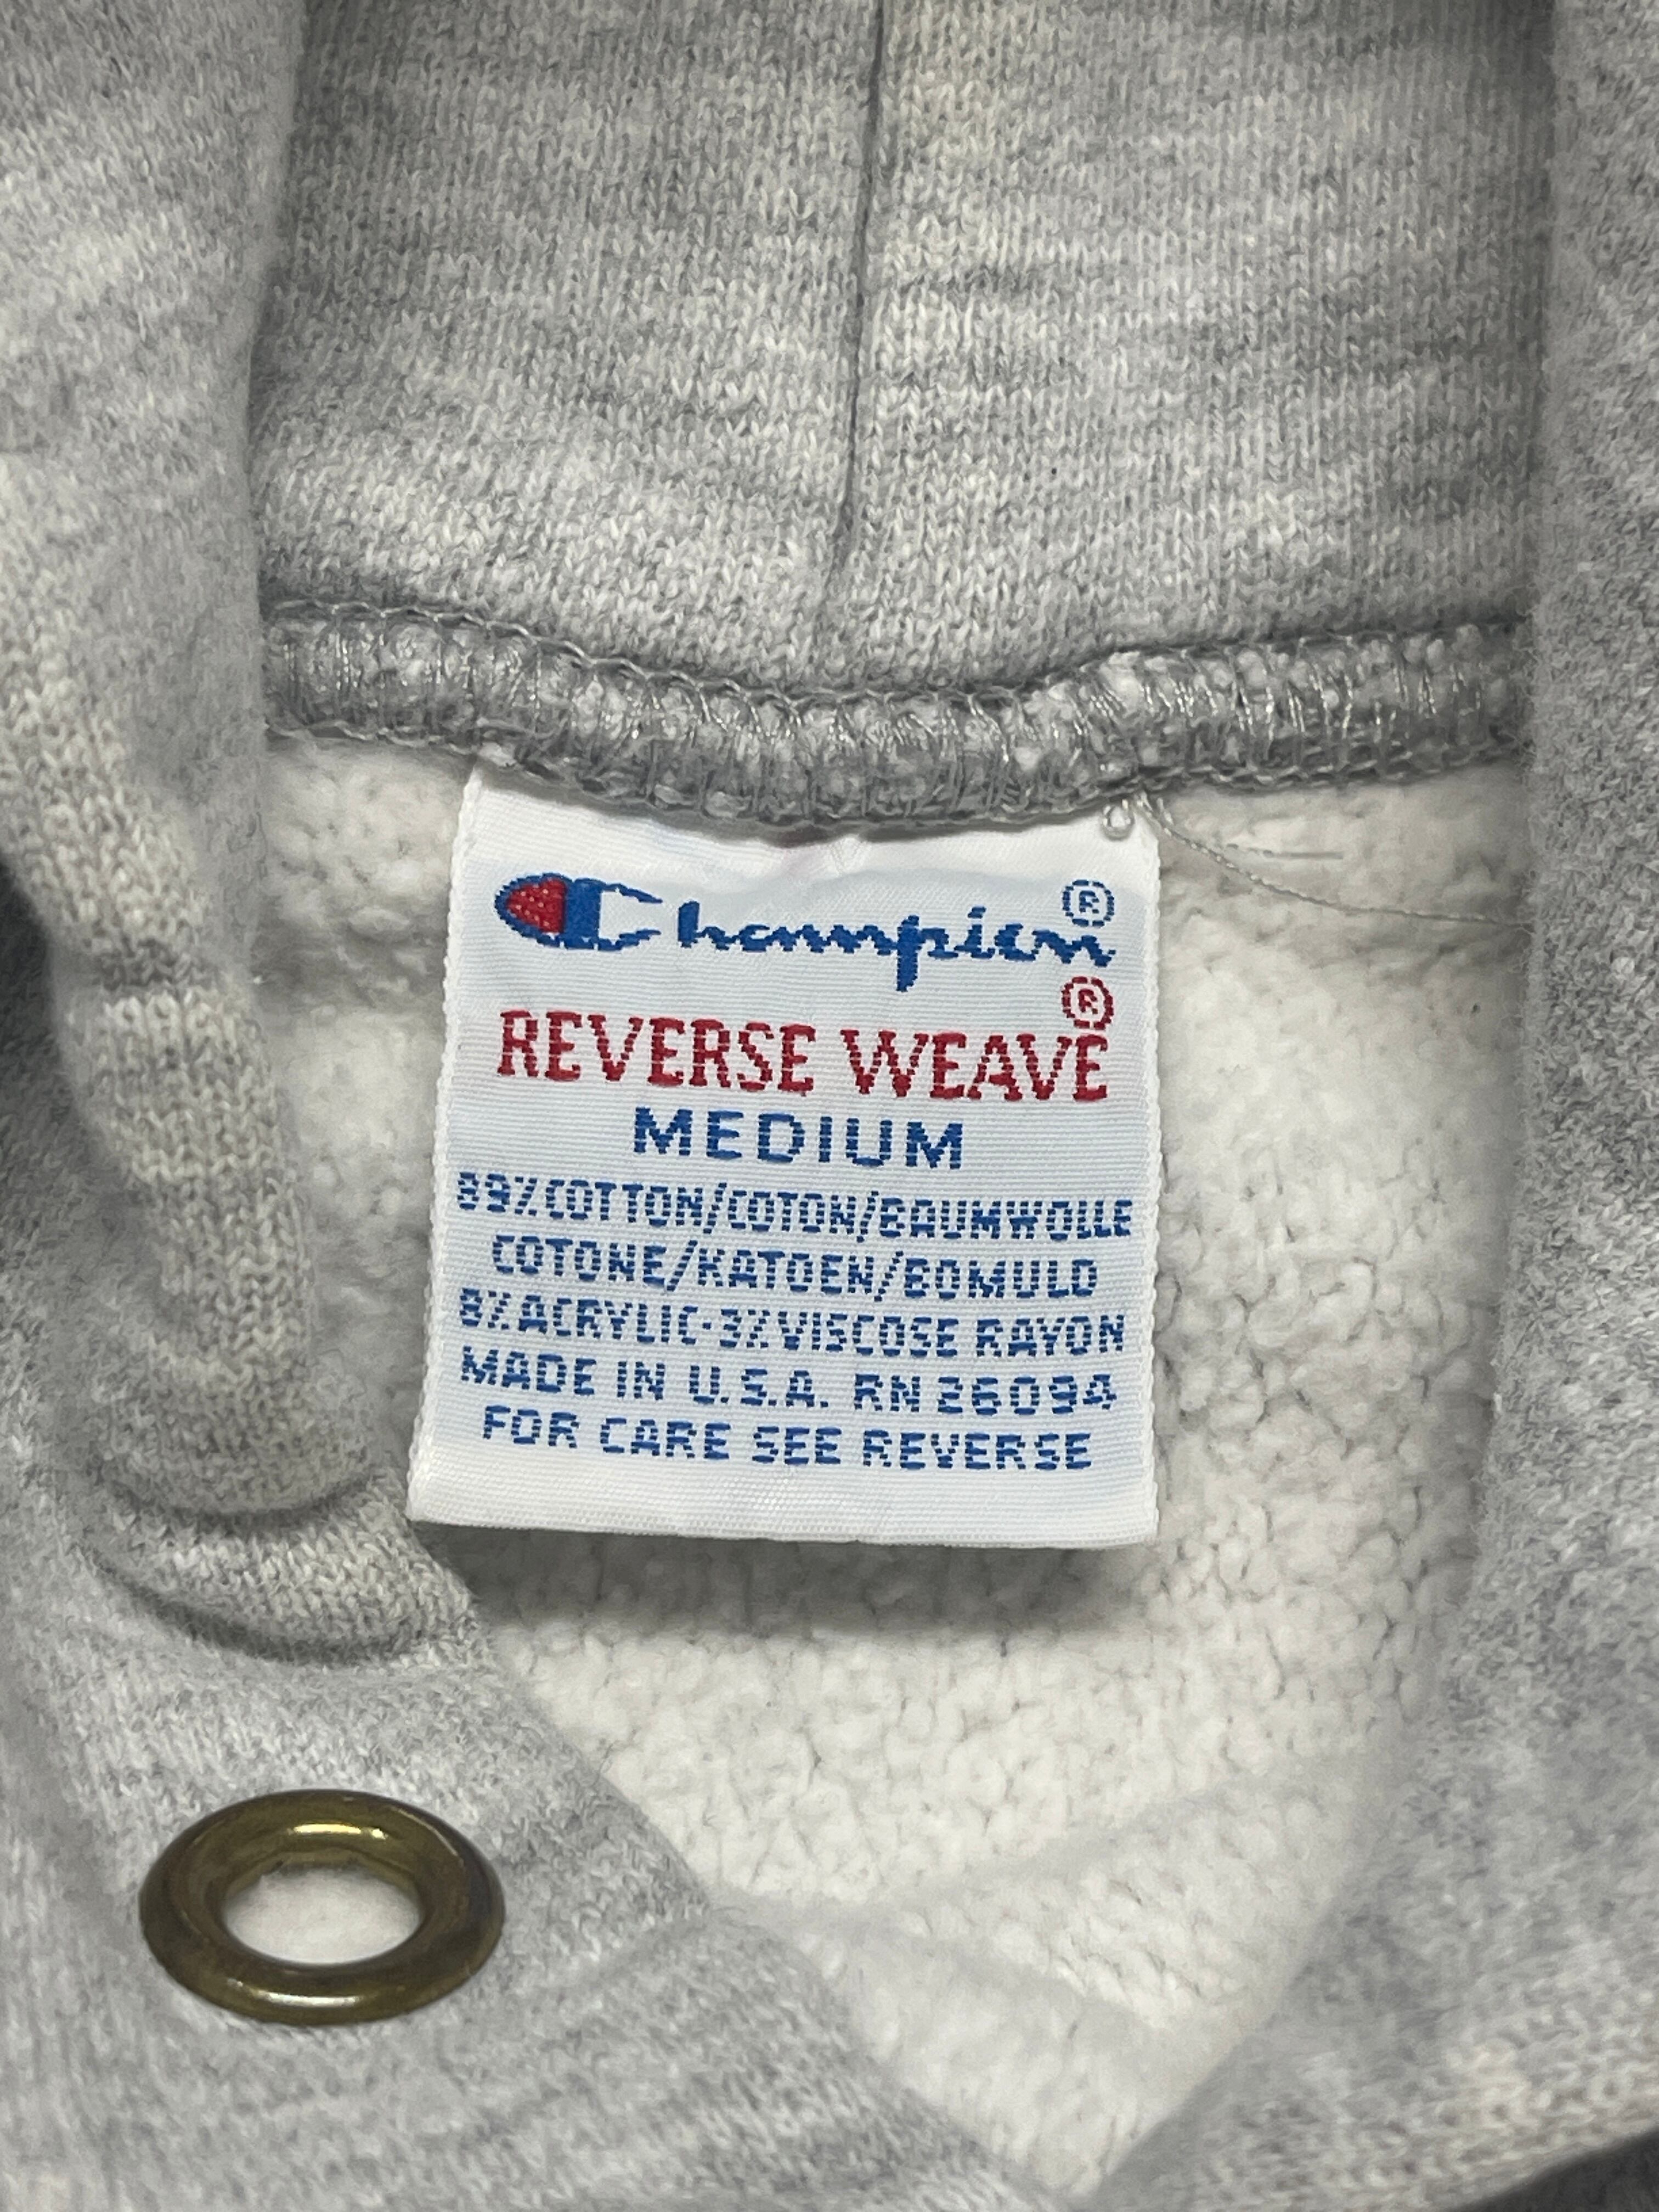 Champion®
REVERSE WEAVE®
MEDIUM
89% COTTON/COTON/BAUMWOLLE
COTONE/KATOEN/BOMULD
8% ACRYLIC-3% VISCOSE RAYON
MADE IN U.S.A. RN 26094
FOR CARE SEE REVERSE